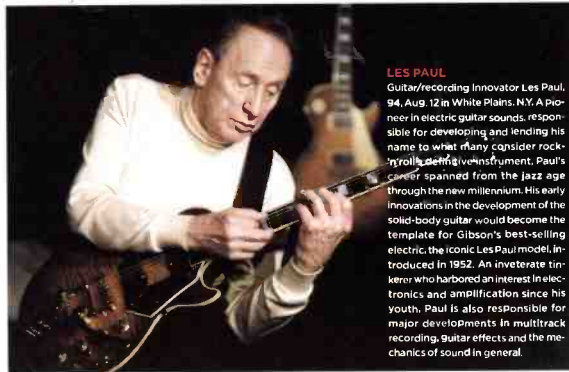 LES PAUL
Guitar/recording innovator Les Paul,
94, Aug. 12 in White Plains, N.Y. A pio-
neer in electric guitar sounds, respon-
sible for developing and lending his
name to what many consider rock-
'n'roll's definitive instrument, Paul's
career spanned from the jazz age
through the new millennium. His early
innovations in the development of the
solid-body guitar would become the
template for Gibson's best-selling
electric, the iconic Les Paul model, in-
troduced in 1952. An inveterate tin-
kerer who harbored an interest in elec-
tronics and amplification since his
youth, Paul is also responsible for
major developments in multitrack
recording, guitar effects and the me-
chanics of sound in general.